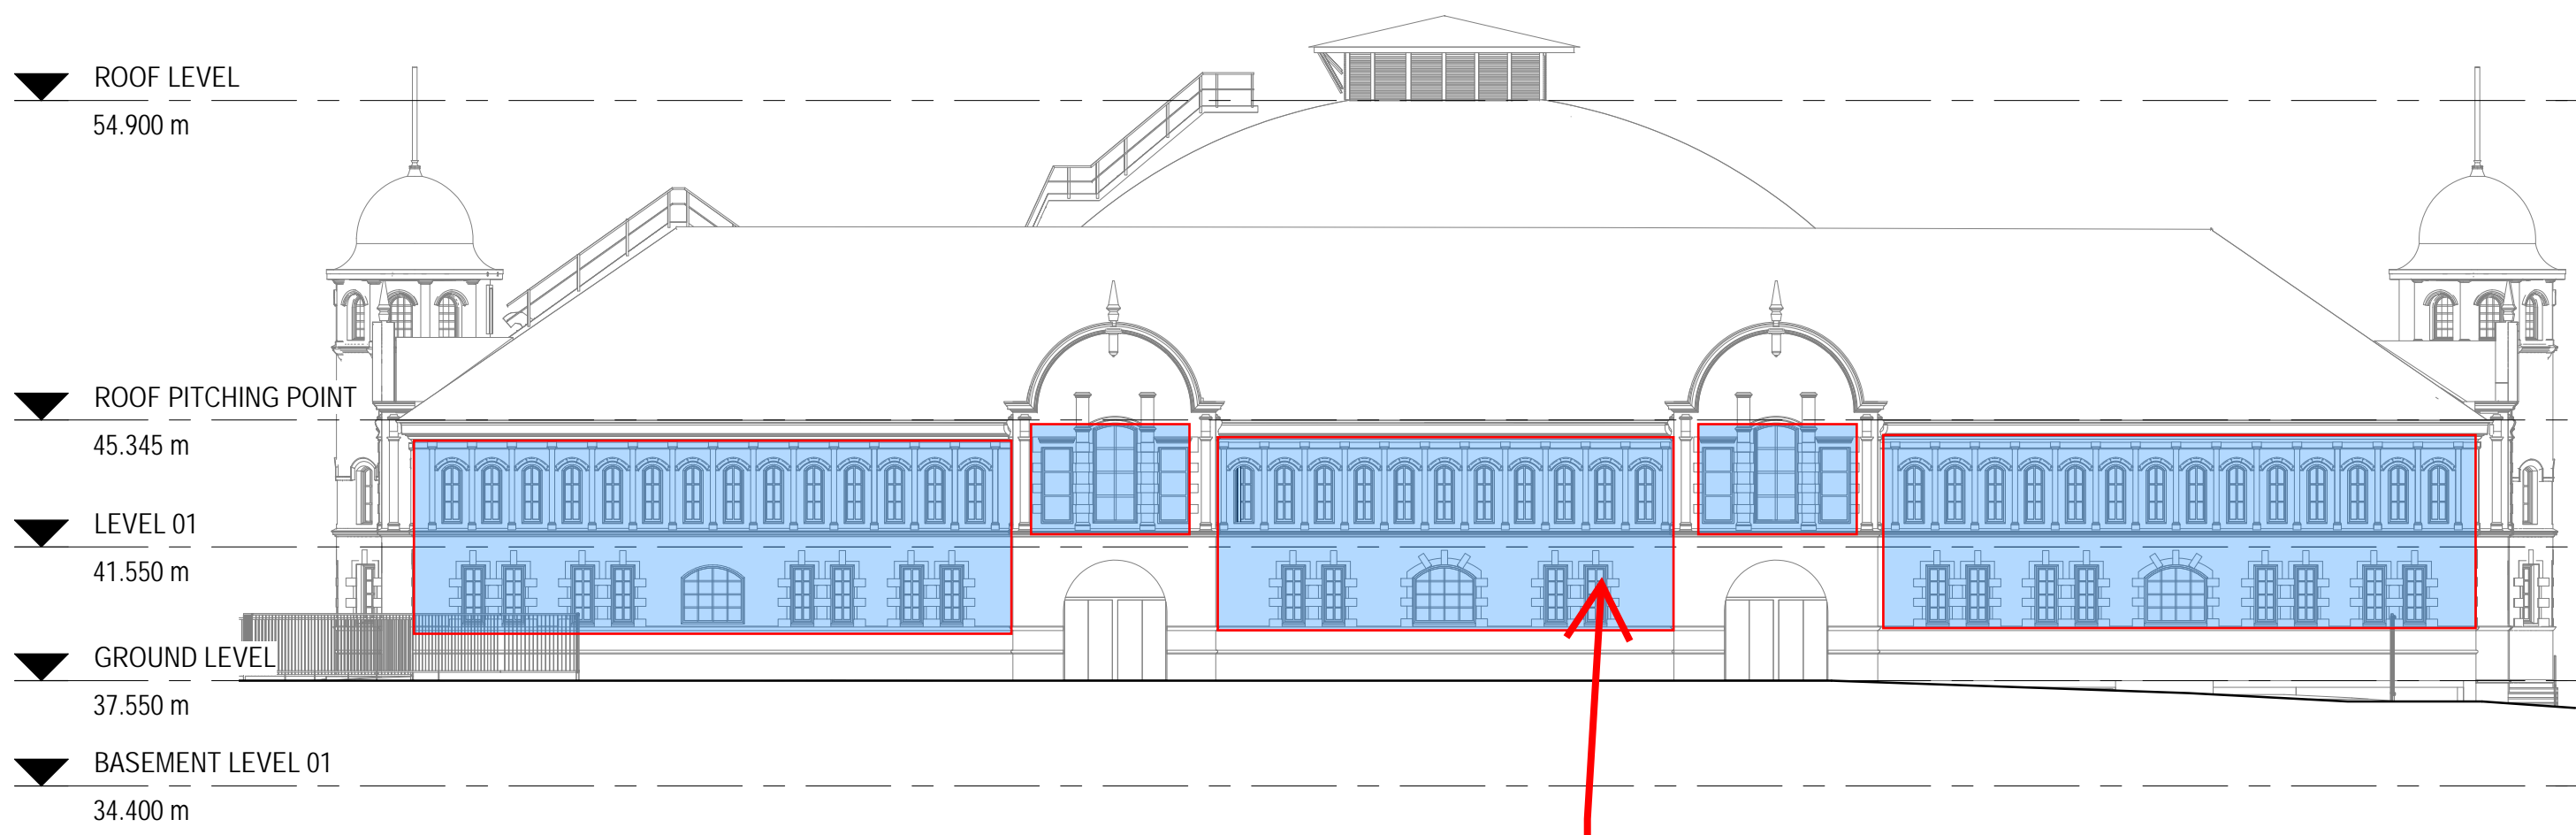 ROOF LEVEL
54.900 m
ROOF PITCHING POINT
45.345 m
LEVEL 01
41.550 m
GROUND LEVEL
37.550 m
BASEMENT LEVEL 01
34.400 m